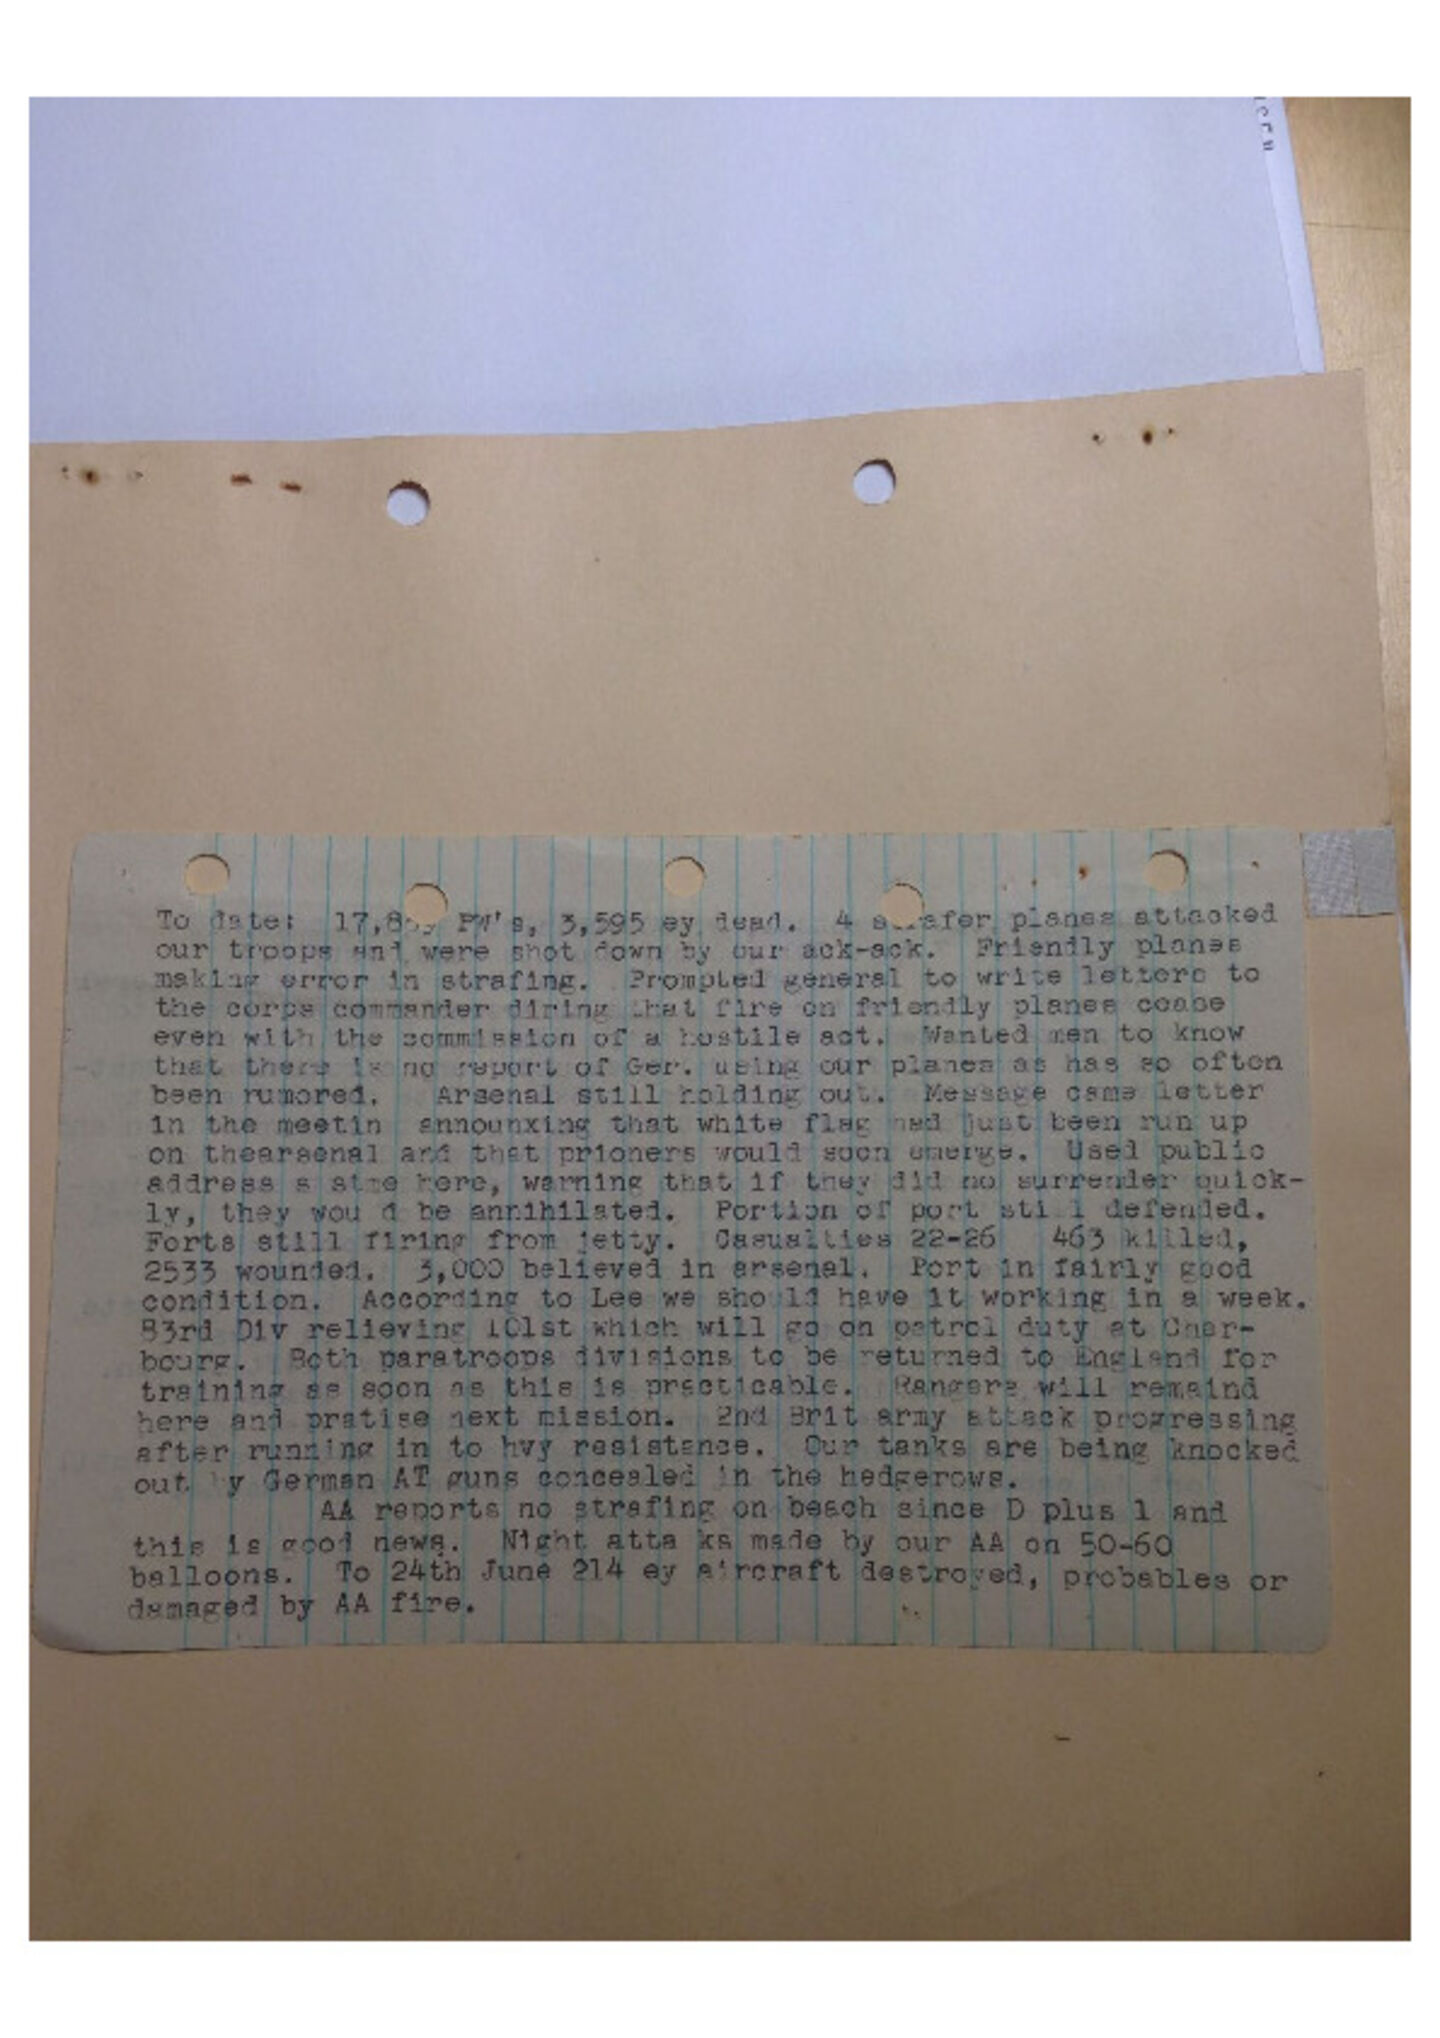 To date: PW's, 3,595 ey dead. 4 planes attacked
our troops and were shot down by our ack-ack. Friendly planes
making error in strafing. Prompted general to write letters to
the corps commander diring that fire on friendly planes cease
even with the commission of a hostile act. Wanted men to know
that there is no report of Ger. using our planes as has so often
been rumored. Arsenal still holding out. Message came letter
in the meetin announxing that white flag had just been run up
on thearsenal and that prioners would soon emerge. Used public
address s stme here, warning that if they did no surrender quick-
ly, they wou d be annihilated. Portion of port sti l defended.
Forts still firing from jetty. Casualties 22-26 463 killed,
2533 wounded. 3,000 believed in arsenal. Port in fairly good
condition. According to Lee we should have it working in a week.
83rd Div relieving 101st which will go on patrol duty at Cher-
bourg. Both paratroops divisions to be returned to England for
training as soon as this is practicable. Rangers will remaind
here and pratise next mission. 2nd Brit army attack progressing
after running in to hvy resistance. Our tanks are being knocked
out y German AT guns concealed in the hedgerows.
AA reports no strafing on beach since D plus 1 and
this is good news. Night atta ks made by our AA on 50-60
balloons. To 24th June 214 ey aircraft destroyed, probables or
damaged by AA fire.